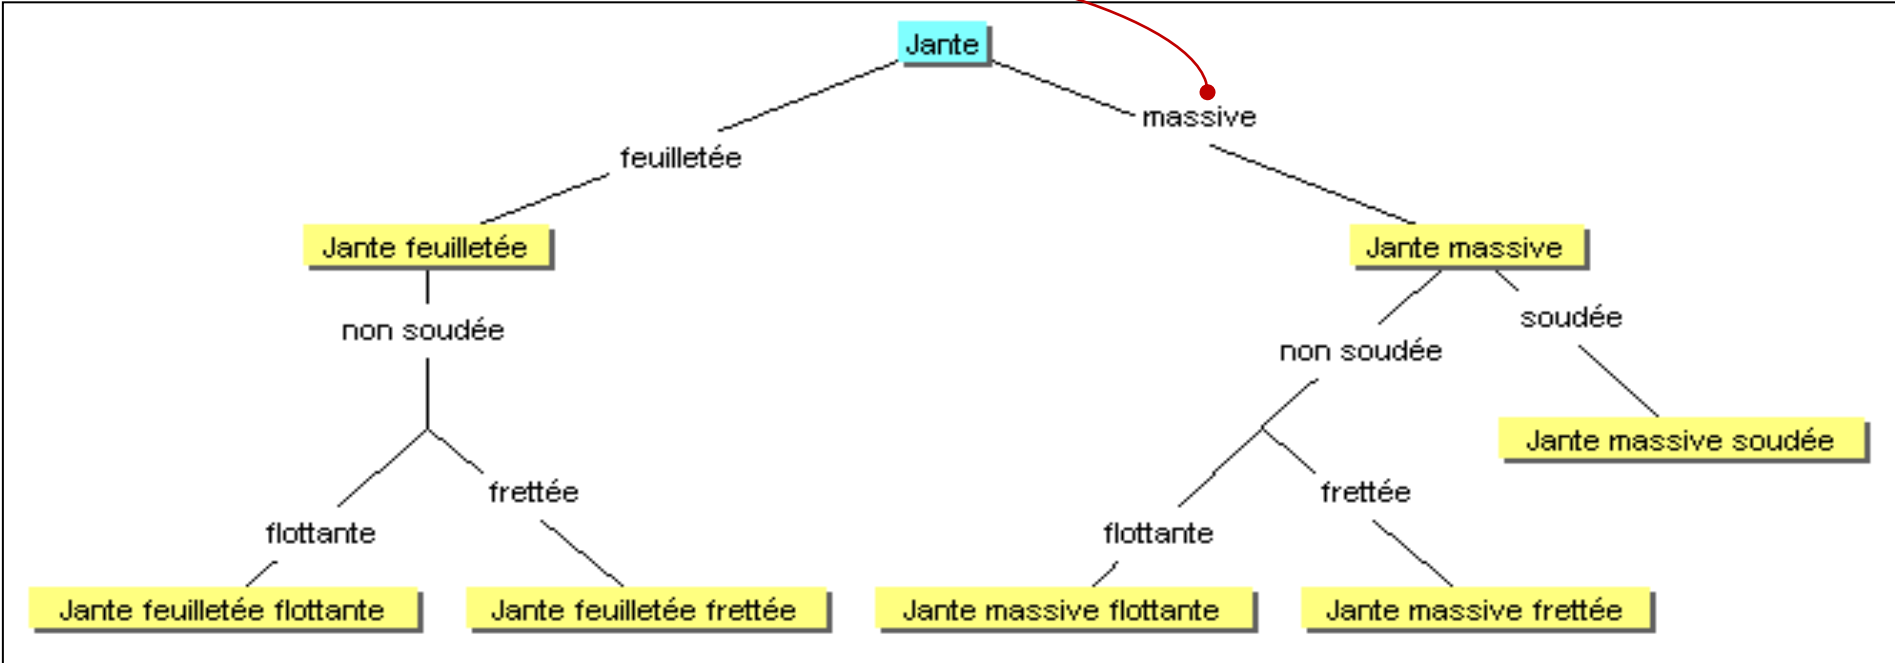 Jante
massive
feuilletée
Jante feuilletée
Jante massive
non soudée
soudée
non soudée
Jante massive soudée
frettée
frettée
flottante
flottante
Jante feuilletée flottante
Jante feuilletée frettée
Jante massive flottante
Jante massive frettée